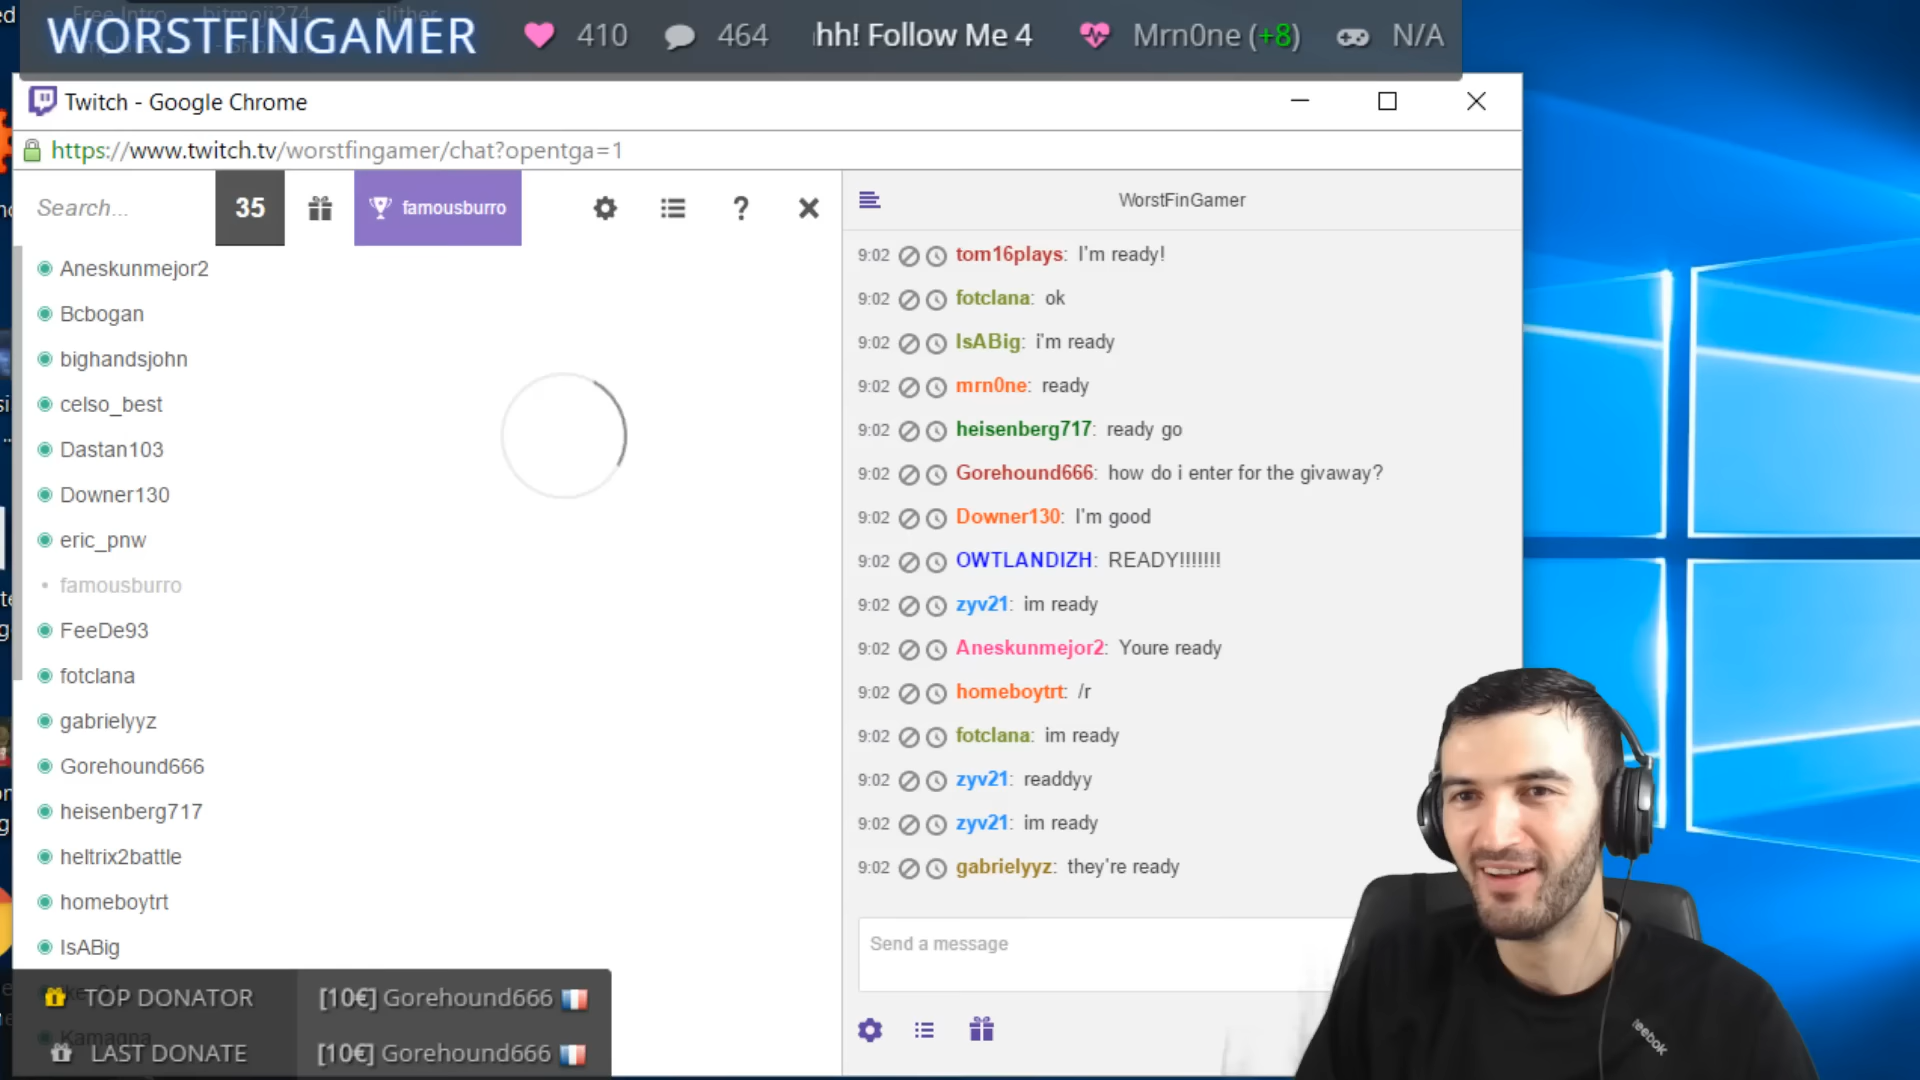 WORSTFINGAMER 410 464 hh! Follow Me 4 Mrn0ne (+8) N/A
Twitch - Google Chrome
https://www.twitch.tv/worstfingamer/chat?opentga=1
Search... 35 famousburro ?
Aneskunmejor2
Bcbogan
bighandsjohn
celso_best
Dastan103
Downer130
eric_pnw
famousburro
FeeDe93
fotclana
gabrielyyz
Gorehound666
heisenberg717
heltrix2battle
homeboytrt
IsABig
Kamagna
TOP DONATOR [10€] Gorehound666
LAST DONATE [10€] Gorehound666
WorstFinGamer
9:02 tom16plays: I'm ready!
9:02 fotclana: ok
9:02 IsABig: i'm ready
9:02 mrn0ne: ready
9:02 heisenberg717: ready go
9:02 Gorehound666: how do i enter for the givaway?
9:02 Downer130: I'm good
9:02 OWTLANDIZH: READY!!!!!!!
9:02 zyv21: im ready
9:02 Aneskunmejor2: Youre ready
9:02 homeboytrt: /r
9:02 fotclana: im ready
9:02 zyv21: readdyy
9:02 zyv21: im ready
9:02 gabrielyyz: they're ready
Send a message
Reebok